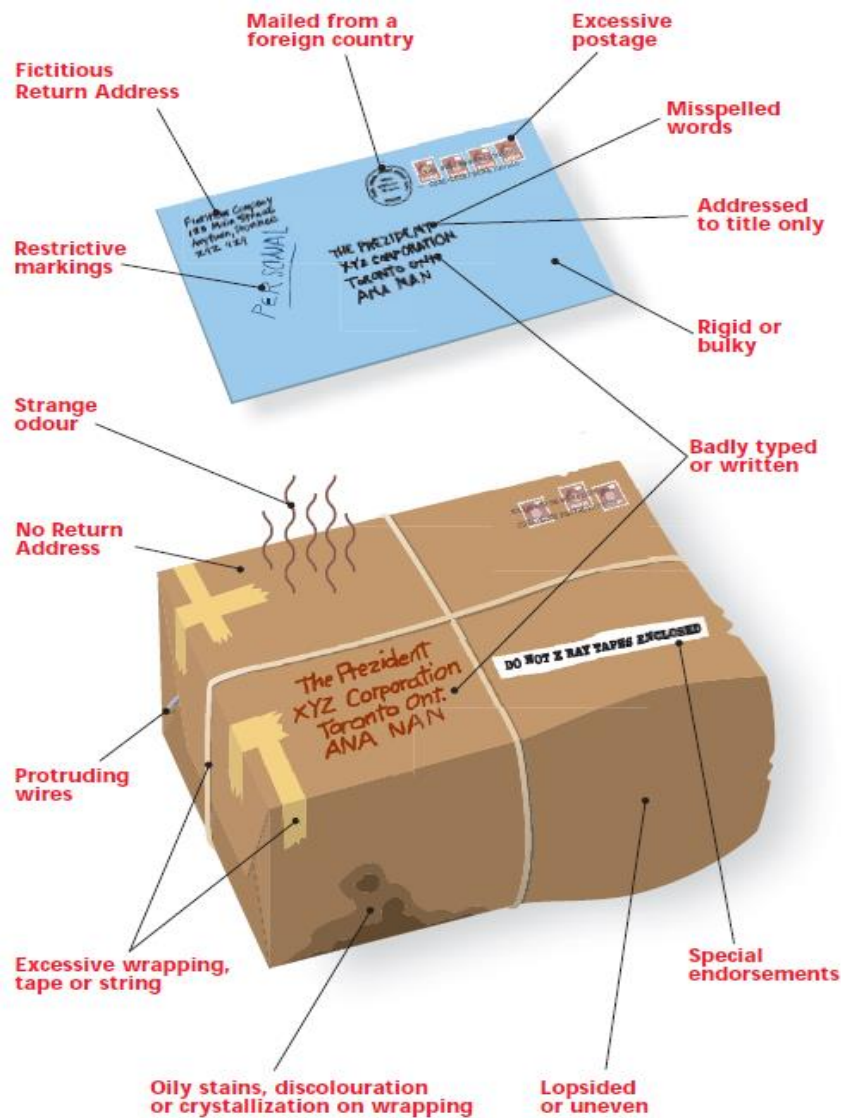 Mailed from a
foreign country
Excessive
postage
Fictitious
Return Address
Misspelled
words
Addressed
to title only
Restrictive
markings
Rigid or
bulky
PERSONAL
THE PREZIDENT
XYZ CORPORATION
TORONTO ONT
ANA NAN
Strange
odour
Badly typed
or written
No Return
Address
DO NOT X RAY TAPES ENCLOSED
The Prezident
XYZ Corporation
Toronto Ont.
ANA NAN
Protruding
wires
Excessive wrapping,
tape or string
Special
endorsements
Oily stains, discolouration
or crystallization on wrapping
Lopsided
or uneven